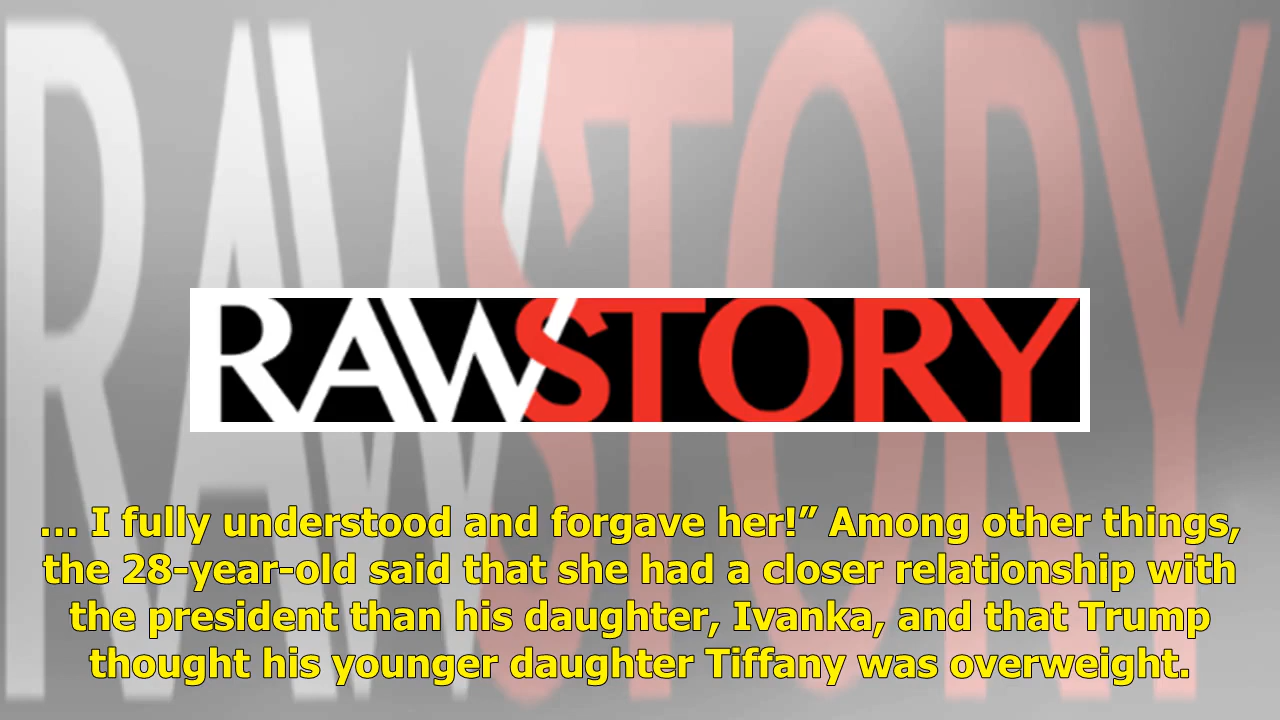 RAWSTORY
RAWSTORY
... I fully understood and forgave her!” Among other things,
the 28-year-old said that she had a closer relationship with
the president than his daughter, Ivanka, and that Trump
thought his younger daughter Tiffany was overweight.